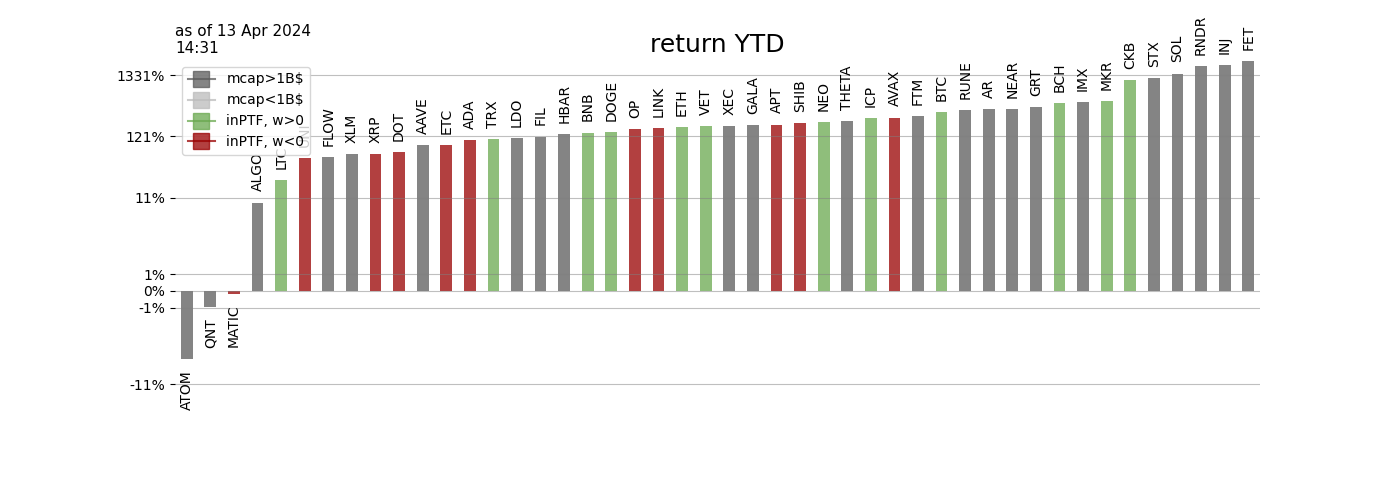 as of 13 Apr 2024
14:31
return YTD
mcap>1B$
mcap<1B$
inPTF, w>0
inPTF, w<0
1331%
121%
11%
1%
0%
-1%
-11%
ATOM
QNT
MATIC
ALGO
LTC
FLOW
XLM
XRP
DOT
AAVE
ETC
ADA
TRX
LDO
FIL
HBAR
BNB
DOGE
OP
LINK
ETH
VET
XEC
GALA
APT
SHIB
NEO
THETA
ICP
AVAX
FTM
BTC
RUNE
AR
NEAR
GRT
BCH
IMX
MKR
CKB
STX
SOL
RNDR
INJ
FET